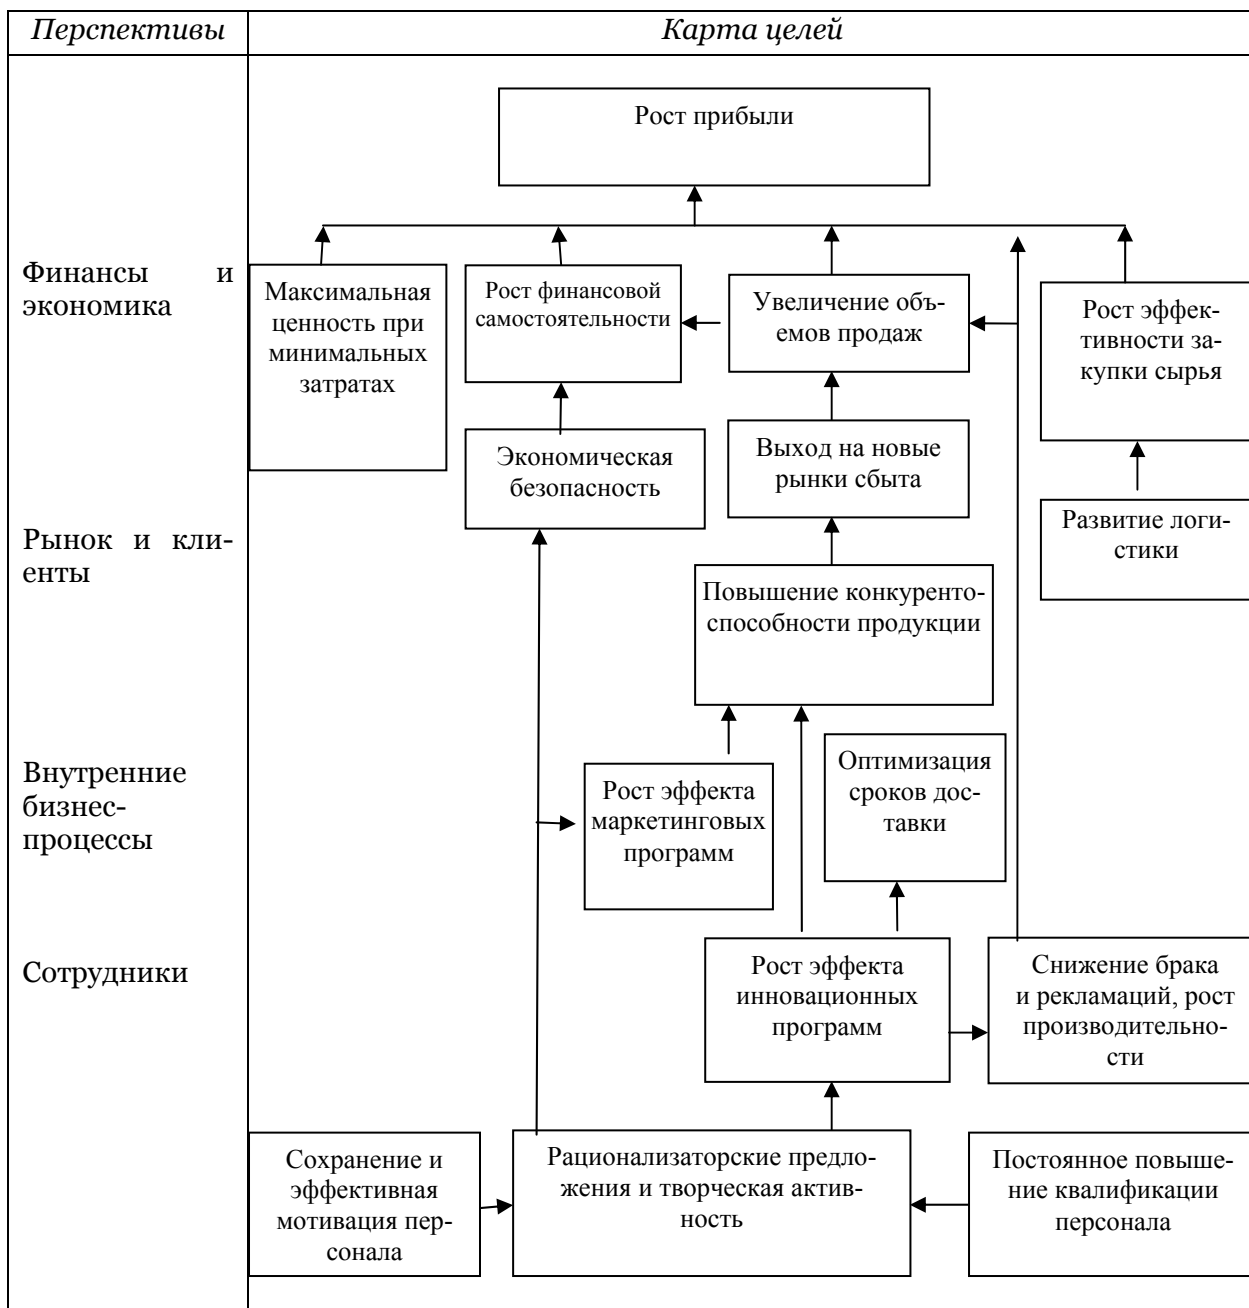 Перспективы
Карта целей
Рост прибыли
Финансы и
экономика
Максимальная
ценность при
минимальных
затратах
Рост финансовой
самостоятельности
Увеличение объ-
емов продаж
Рост эффек-
тивности за-
купки сырья
Экономическая
безопасность
Выход на новые
рынки сбыта
Развитие логи-
стики
Рынок и кли-
енты
Повышение конкуренто-
способности продукции
Внутренние
бизнес-
процессы
Рост эффекта
маркетинговых
программ
Оптимизация
сроков дос-
тавки
Сотрудники
Рост эффекта
инновационных
программ
Снижение брака
и рекламаций, рост
производительно-
сти
Сохранение и
эффективная
мотивация пер-
сонала
Рационализаторские предло-
жения и творческая актив-
ность
Постоянное повыше-
ние квалификации
персонала